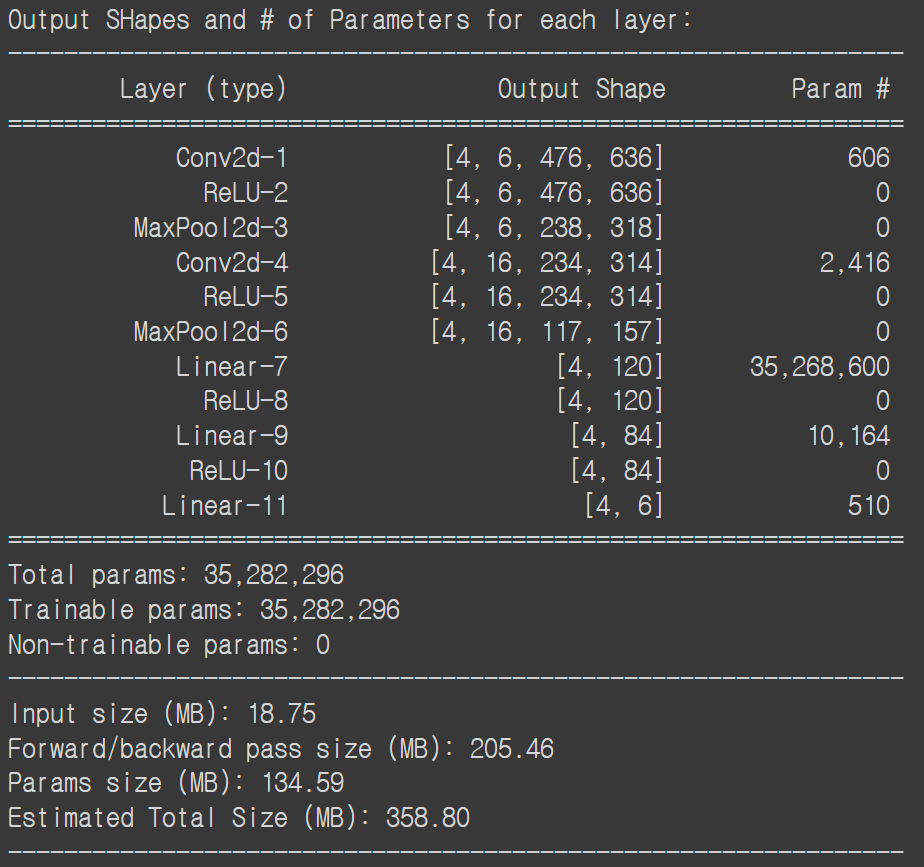 Output SHapes and # of Parameters for each layer:
----------------------------------------------------------------
Layer (type) Output Shape Param #
================================================================
Conv2d-1 [4, 6, 476, 636] 606
ReLU-2 [4, 6, 476, 636] 0
MaxPool2d-3 [4, 6, 238, 318] 0
Conv2d-4 [4, 16, 234, 314] 2,416
ReLU-5 [4, 16, 234, 314] 0
MaxPool2d-6 [4, 16, 117, 157] 0
Linear-7 [4, 120] 35,268,600
ReLU-8 [4, 120] 0
Linear-9 [4, 84] 10,164
ReLU-10 [4, 84] 0
Linear-11 [4, 6] 510
================================================================
Total params: 35,282,296
Trainable params: 35,282,296
Non-trainable params: 0
----------------------------------------------------------------
Input size (MB): 18.75
Forward/backward pass size (MB): 205.46
Params size (MB): 134.59
Estimated Total Size (MB): 358.80
----------------------------------------------------------------